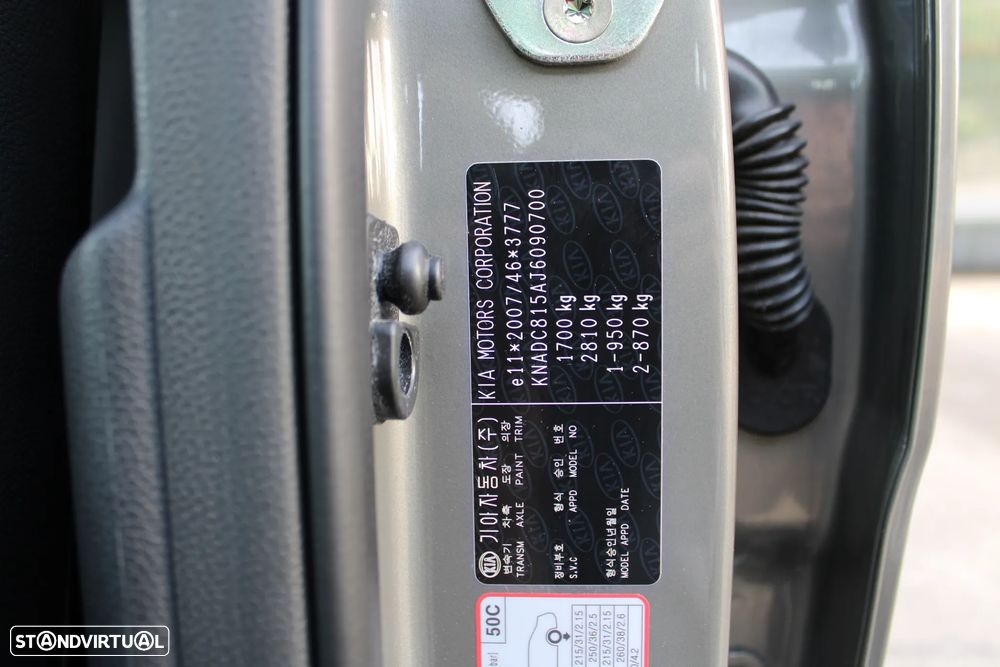 KIA 기아자동차(주) KIA MOTORS CORPORATION
변속기 차축 도장 의장 e11*2007/46*3777
TRANSM AXLE PAINT TRIM KNADC815AJ6090700
1700 kg
정비부호 형식 승인 번호 2810 kg
S.V.C APPD MODEL NO
1-950 kg
형식승인년월일 2-870 kg
MODEL APPD DATE
50C
215/31/2.15
250/36/2.5
215/31/2.15
260/38/2.6
STANDVIRTUAL